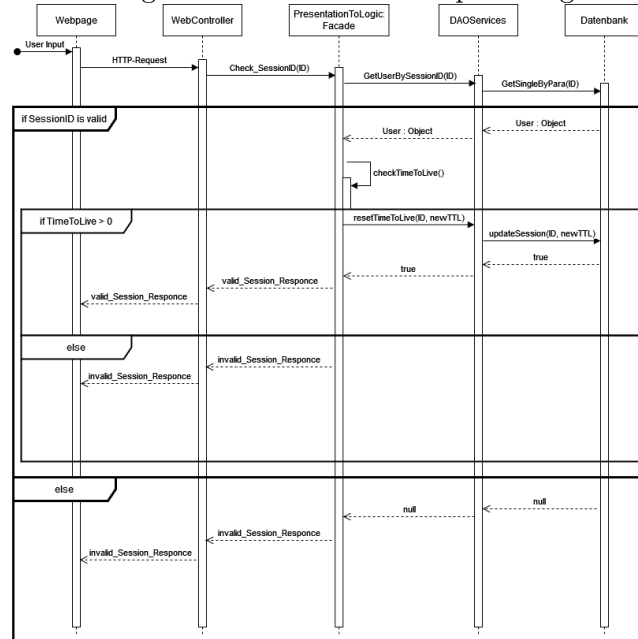 Webpage
WebController
PresentationToLogic:
Facade
DAOServices
Datenbank
User Input
HTTP-Request
Check_SessionID(ID)
GetUserBySessionID(ID)
GetSingleByPara(ID)
if SessionID is valid
User : Object
User : Object
checkTimeToLive()
if TimeToLive > 0
resetTimeToLive(ID, newTTL)
updateSession(ID, newTTL)
true
true
valid_Session_Responce
valid_Session_Responce
else
invalid_Session_Responce
invalid_Session_Responce
else
null
null
invalid_Session_Responce
invalid_Session_Responce